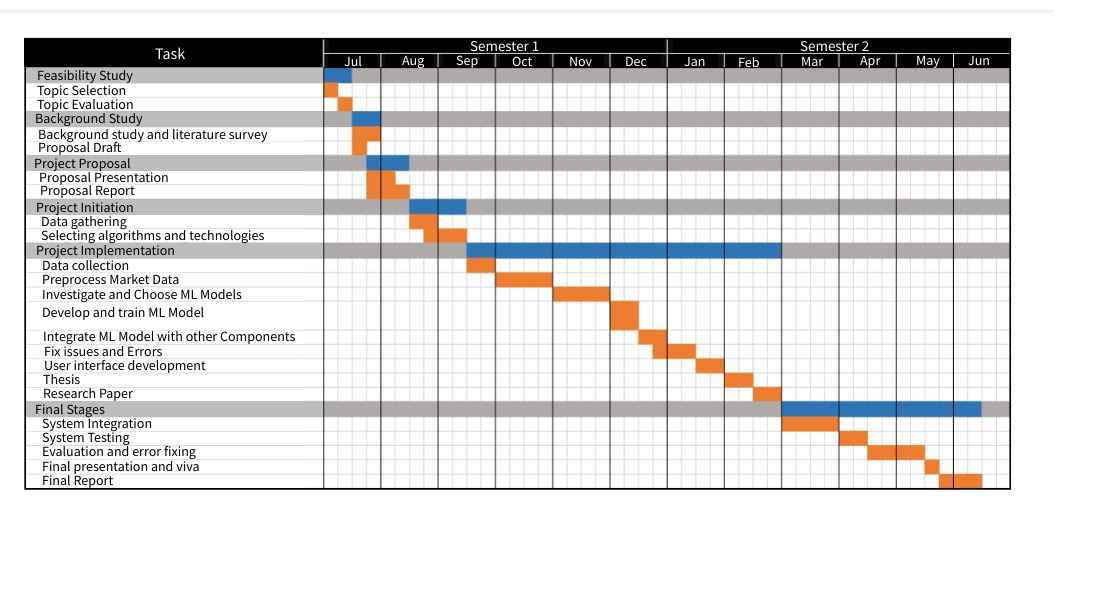 Task
Semester 1 Semester 2
Jul Aug Sep Oct Nov Dec Jan Feb Mar Apr May Jun
Feasibility Study
Topic Selection
Topic Evaluation
Background Study
Background study and literature survey
Proposal Draft
Project Proposal
Proposal Presentation
Proposal Report
Project Initiation
Data gathering
Selecting algorithms and technologies
Project Implementation
Data collection
Preprocess Market Data
Investigate and Choose ML Models
Develop and train ML Model
Integrate ML Model with other Components
Fix issues and Errors
User interface development
Thesis
Research Paper
Final Stages
System Integration
System Testing
Evaluation and error fixing
Final presentation and viva
Final Report